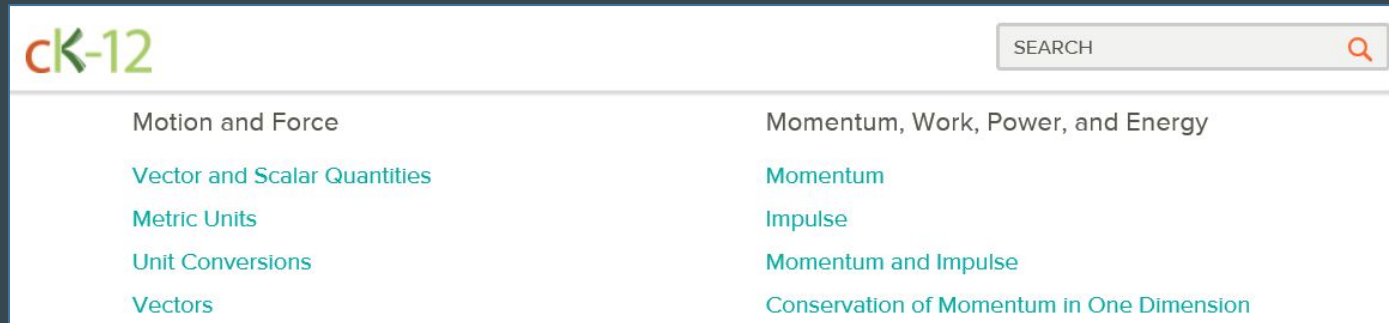 cK-12
SEARCH
Motion and Force
Vector and Scalar Quantities
Metric Units
Unit Conversions
Vectors
Momentum, Work, Power, and Energy
Momentum
Impulse
Momentum and Impulse
Conservation of Momentum in One Dimension